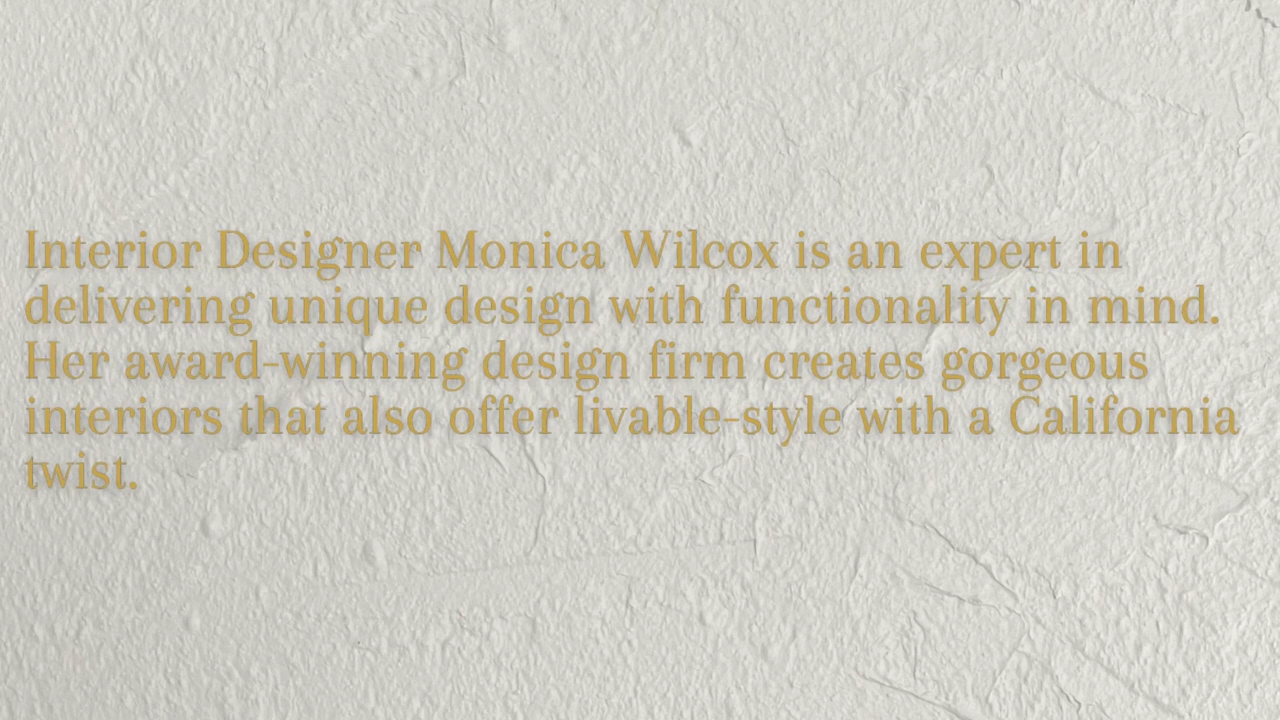 Interior Designer Monica Wilcox is an expert in
delivering unique design with functionality in mind.
Her award-winning design firm creates gorgeous
interiors that also offer livable-style with a California
twist.